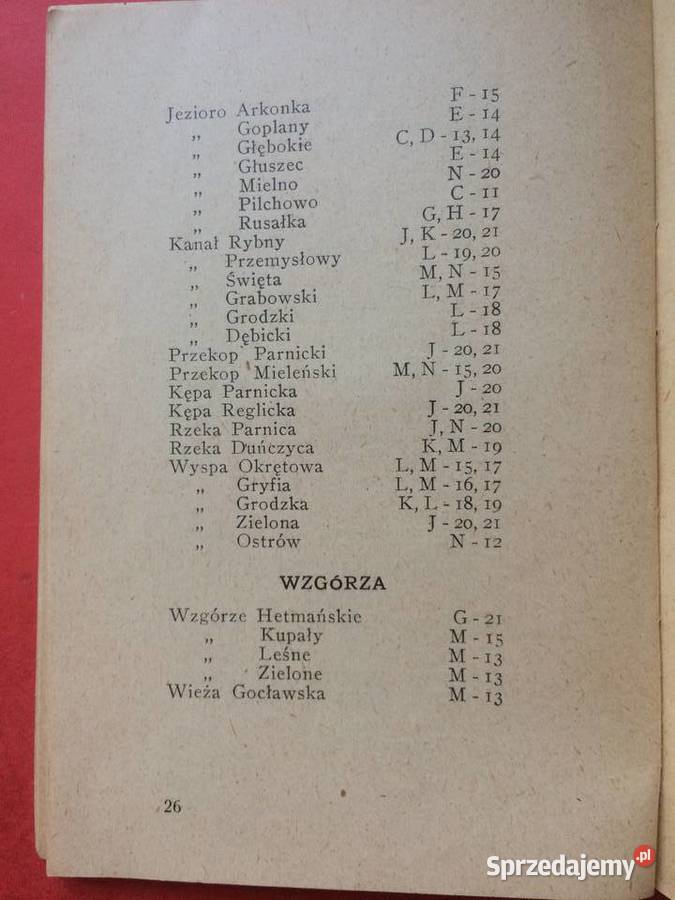 Jezioro Arkonka F - 15
„ Goplany E - 14
„ Głębokie C, D - 13, 14
„ Głuszec E - 14
„ Mielno N - 20
„ Pilchowo C - 11
„ Rusałka G, H - 17
Kanał Rybny J, K - 20, 21
„ Przemysłowy L - 19, 20
„ Święta M, N - 15
„ Grabowski L, M - 17
„ Grodzki L - 18
„ Dębicki L - 18
Przekop Parnicki J - 20, 21
Przekop Mieleński M, N - 15, 20
Kępa Parnicka J - 20
Kępa Reglicka J - 20, 21
Rzeka Parnica J, N - 20
Rzeka Duńczyca K, M - 19
Wyspa Okrętowa L, M - 15, 17
„ Gryfia L, M - 16, 17
„ Grodzka K, L - 18, 19
„ Zielona J - 20, 21
„ Ostrów N - 12
WZGÓRZA
Wzgórze Hetmańskie G - 21
„ Kupały M - 15
„ Leśne M - 13
„ Zielone M - 13
Wieża Gocławska M - 13
26
Sprzedajemy.pl